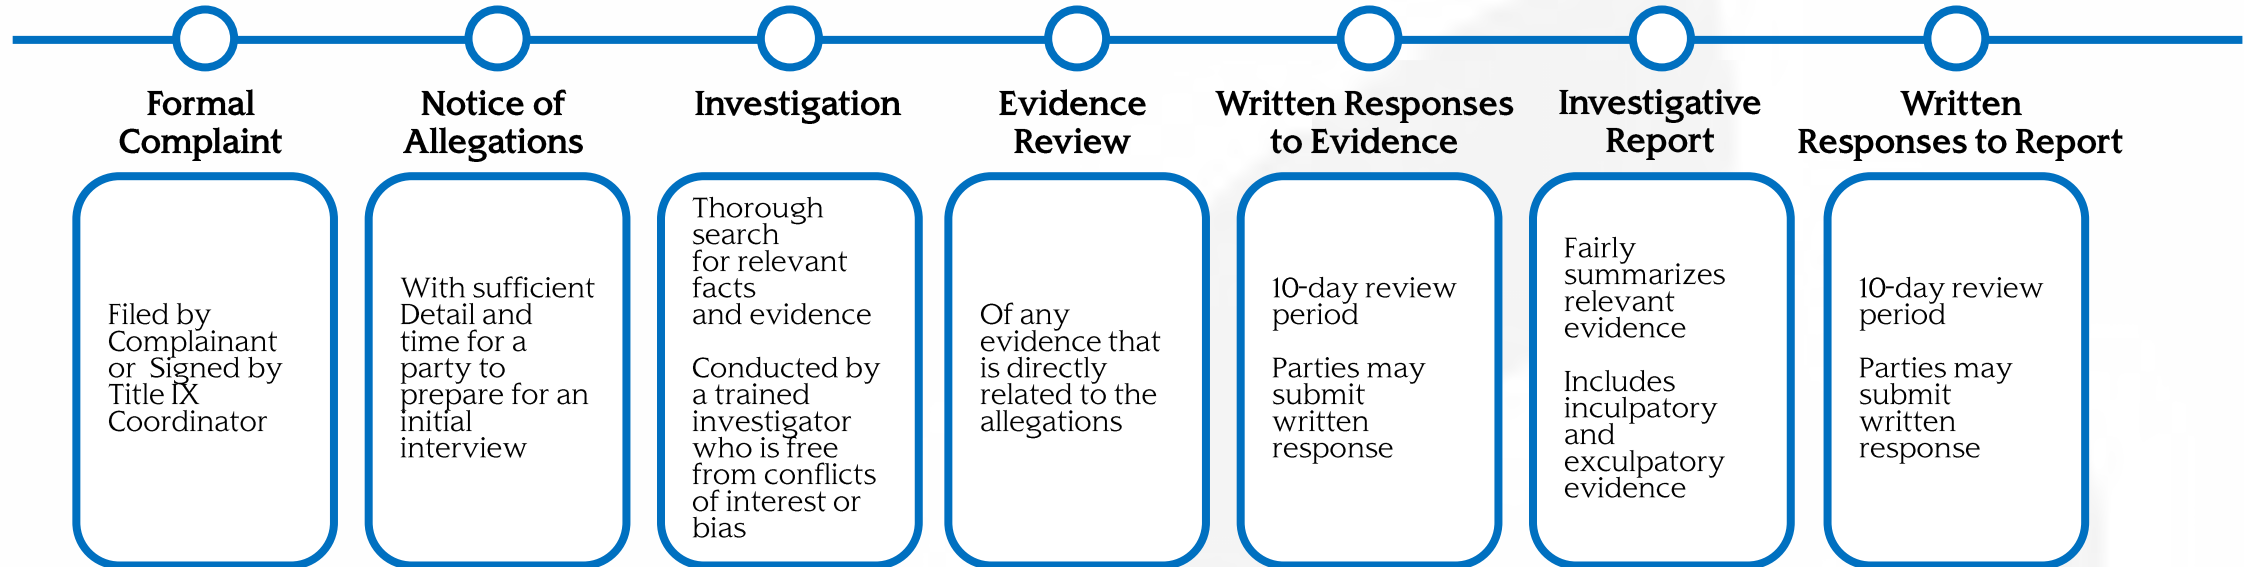 Formal
Complaint
Filed by
Complainant
or  Signed by
Title IX
Coordinator
Notice of
Allegations
With sufficient
Detail and
time for a
party to
prepare for an
initial
interview
Investigation
Thorough
search
for relevant
facts
and evidence
Conducted by
a trained
investigator
who is free
from conflicts
of interest or
bias
Evidence
Review
Of any
evidence that
is directly
related to the
allegations
Written Responses
to Evidence
10-day review
period
Parties may
submit
written
response
Investigative
Report
Fairly
summarizes
relevant
evidence
Includes
inculpatory
and
exculpatory
evidence
Written
Responses to Report
10-day review
period
Parties may
submit
written
response